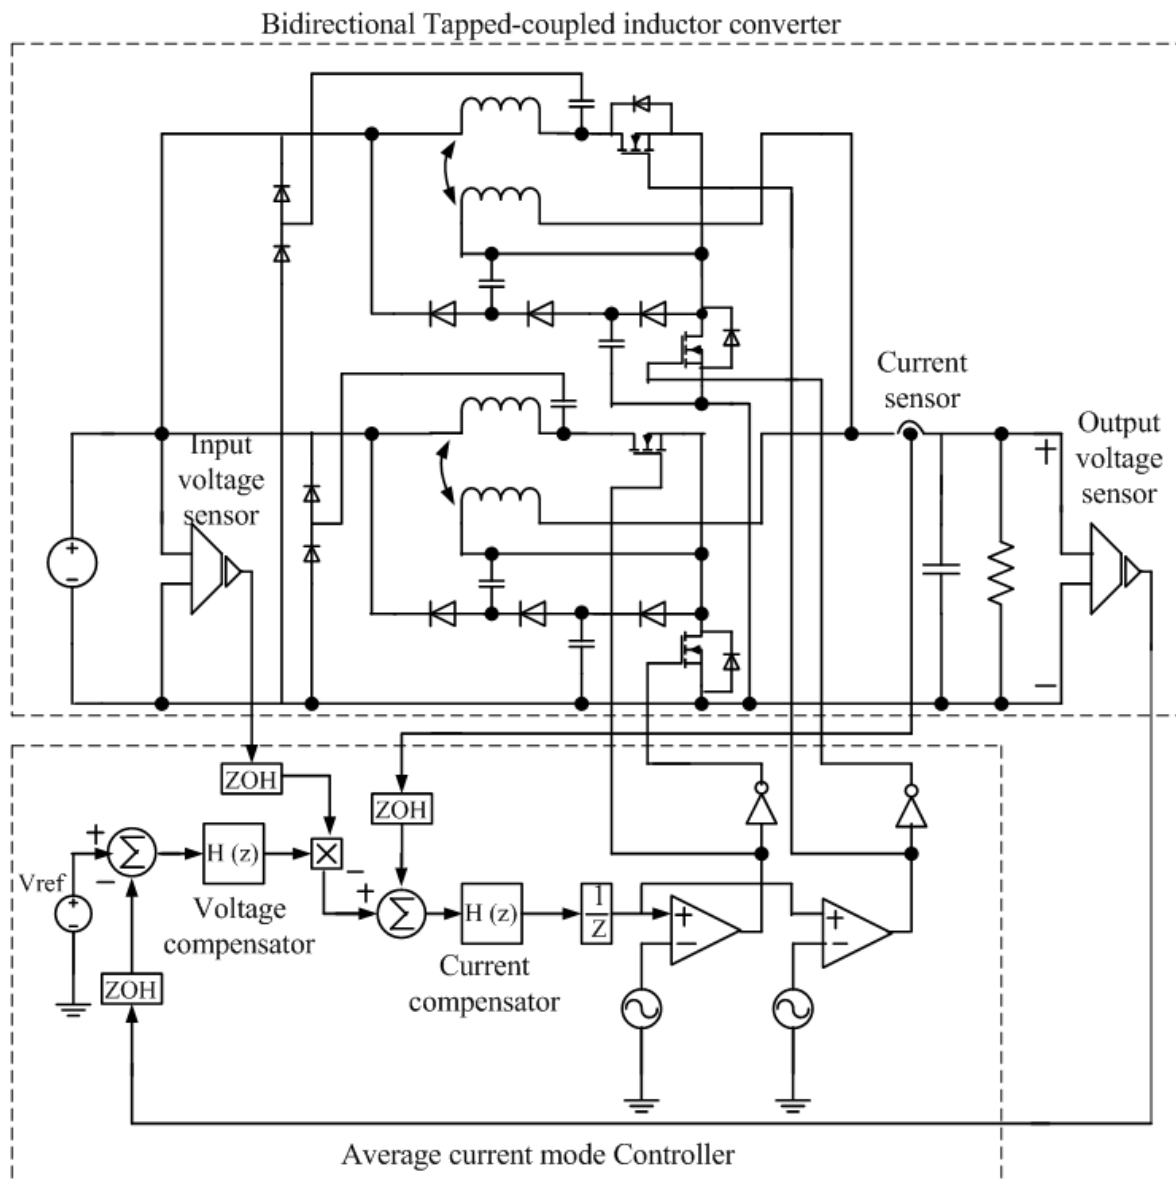 Bidirectional Tapped-coupled inductor converter
Current
sensor
Input
voltage
sensor
Output
voltage
sensor
+
−
+
−
ZOH
ZOH
+
−
Σ
H (z)
×
−
+
Vref
Voltage
compensator
Σ
H (z)
1
Z
+
−
+
−
Current
compensator
+
−
ZOH
Average current mode Controller